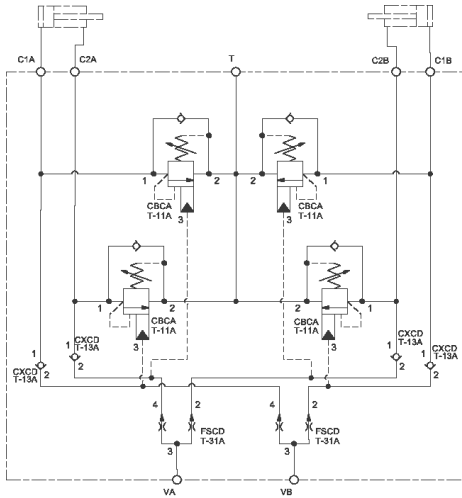 C1A C2A T C2B C1B
1 2 2 1
3 3
CBCA T-11A CBCA T-11A
1 2 2 1
CBCA T-11A CBCA T-11A
3 3
1 CXCD T-13A 2
1 CXCD T-13A 2
1 CXCD T-13A 2
1 CXCD T-13A 2
4 2 4 2
FSCD T-31A FSCD T-31A
3 3
VA VB